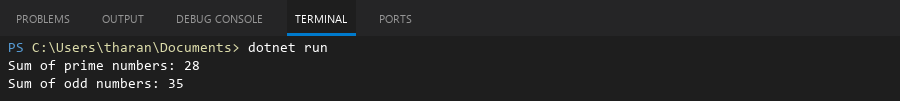 PROBLEMS OUTPUT DEBUG CONSOLE TERMINAL PORTS
PS C:\Users\tharan\Documents> dotnet run
Sum of prime numbers: 28
Sum of odd numbers: 35